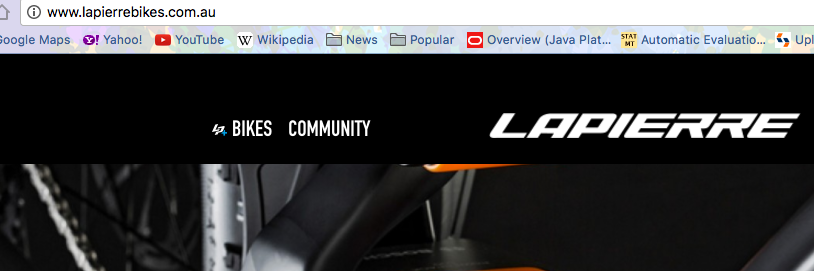 www.lapierrebikes.com.au
Google Maps Yahoo! YouTube W Wikipedia News Popular STAT MT Overview (Java Plat... Automatic Evaluatio... Upl
BIKES COMMUNITY LAPIERRE